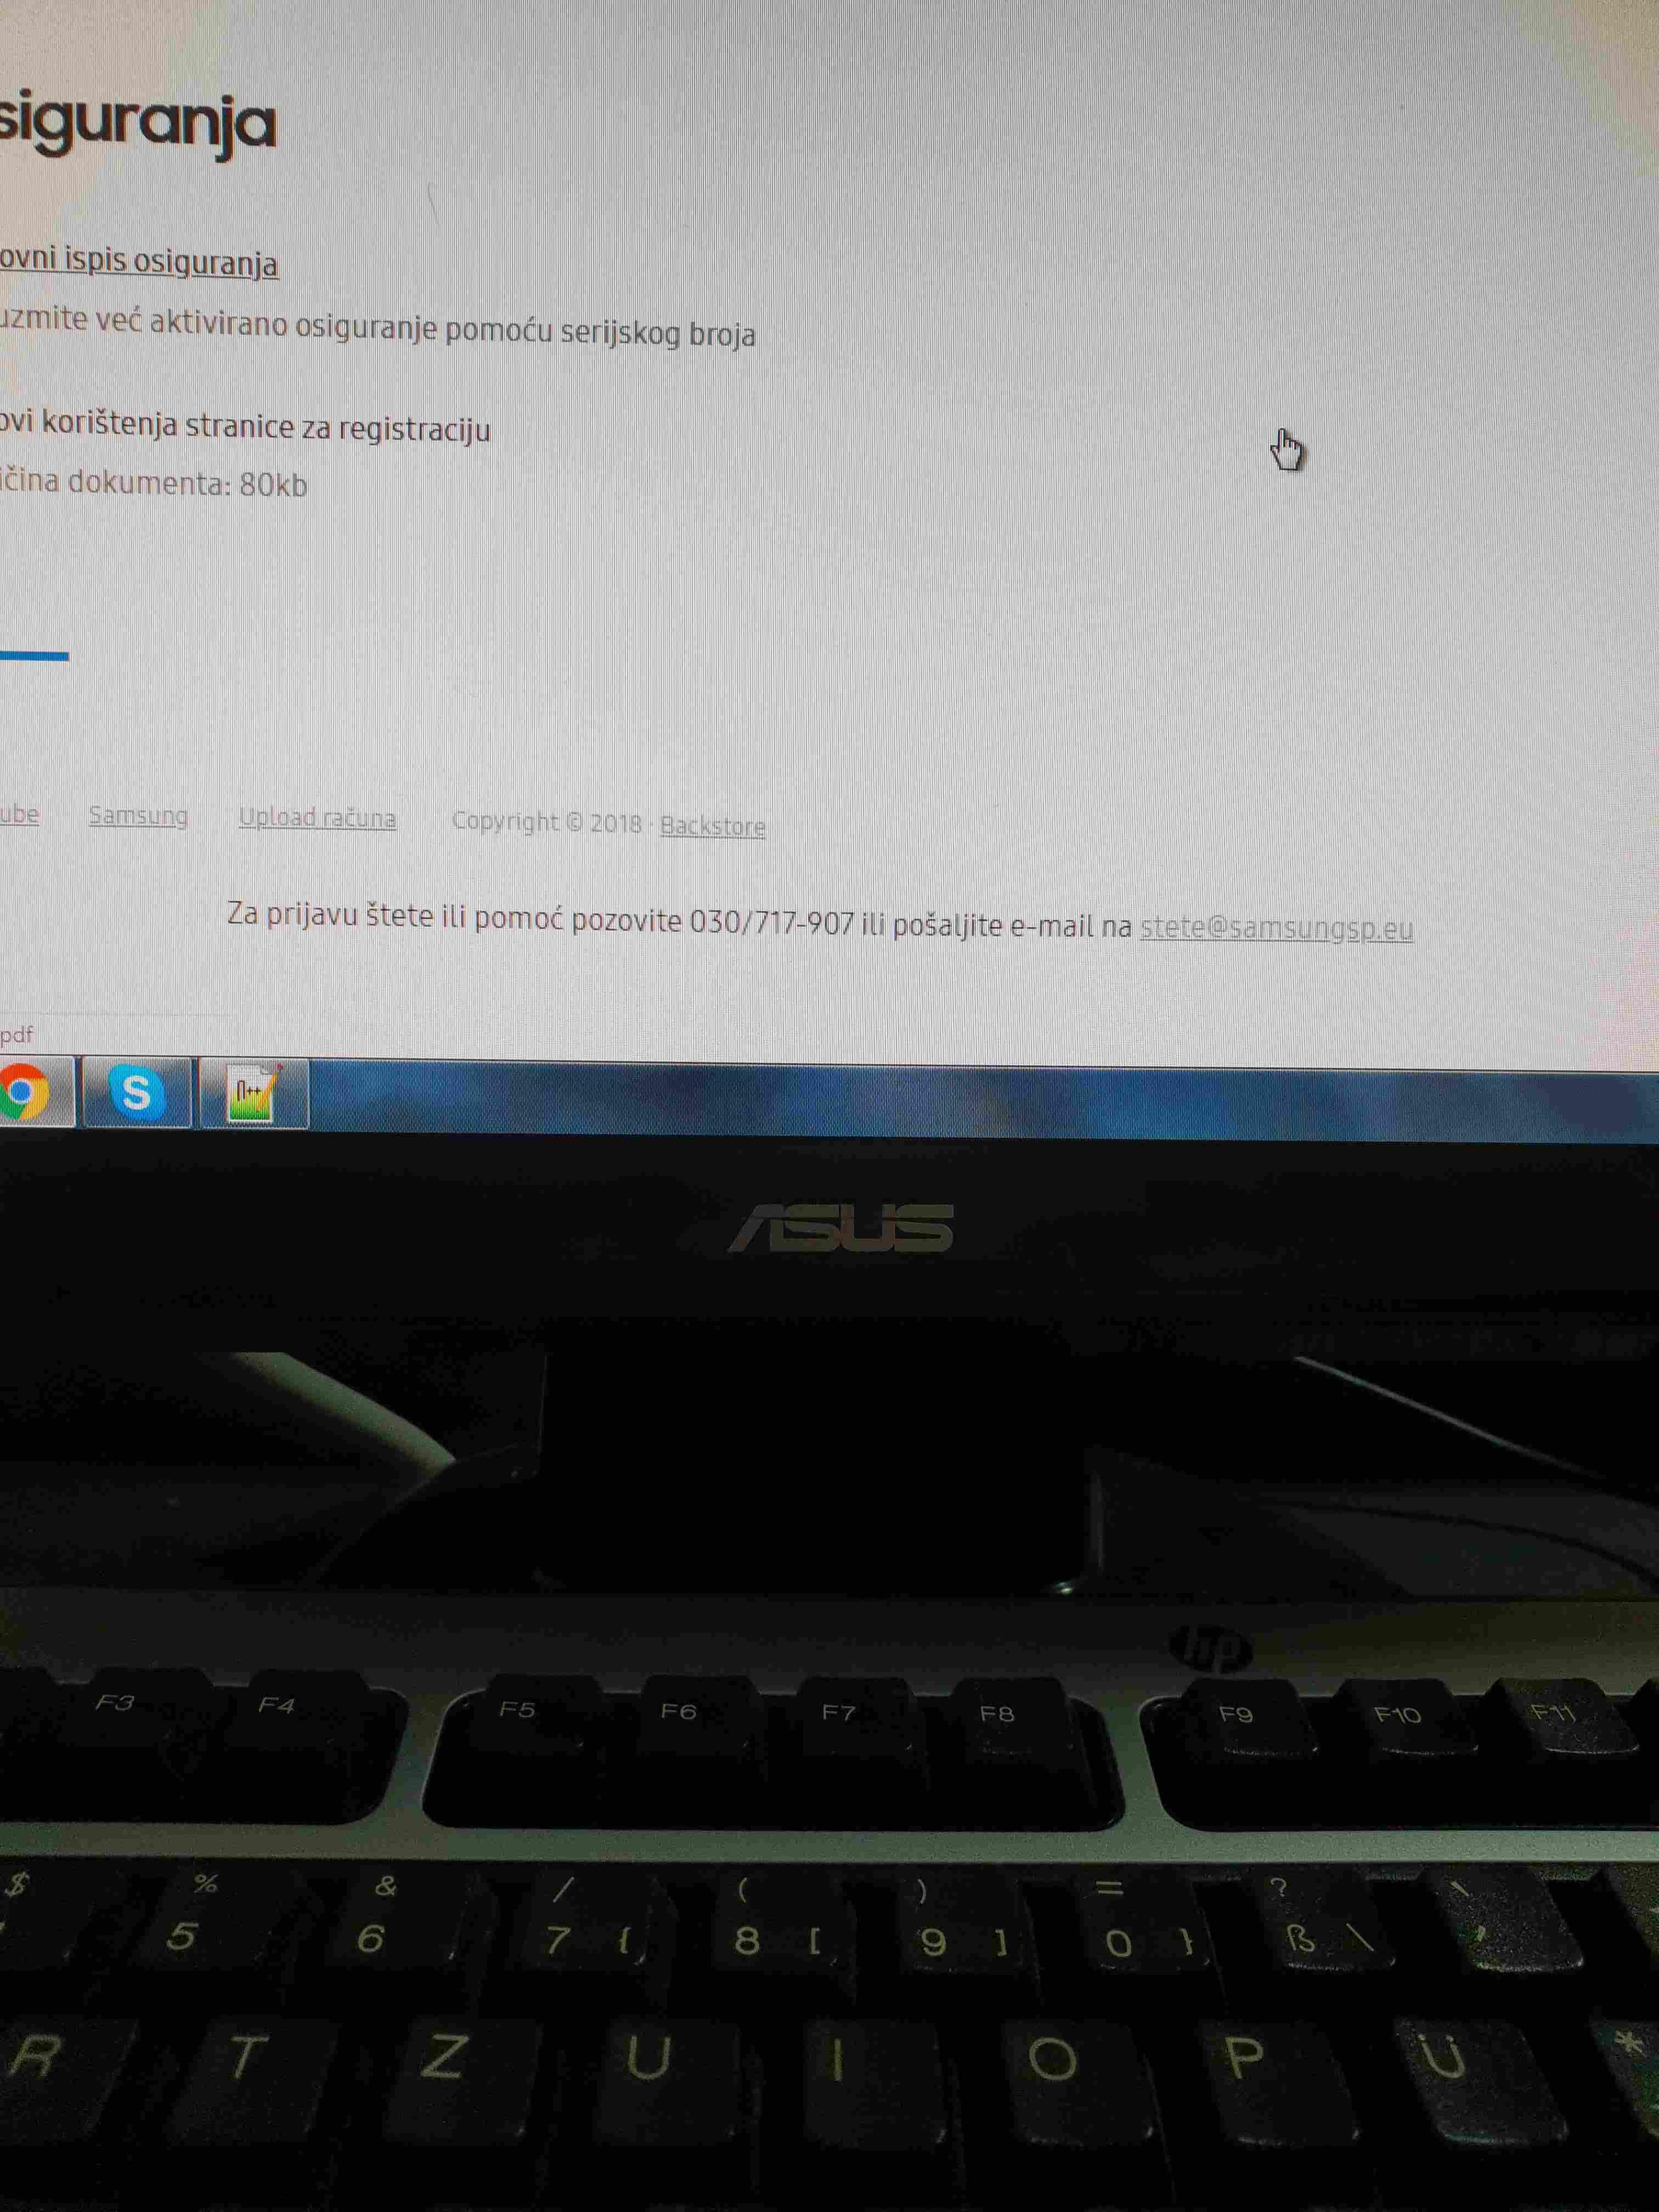 siguranja
ovni ispis osiguranja
uzmite već aktivirano osiguranje pomoću serijskog broja
ovi korištenja stranice za registraciju
ičina dokumenta: 80kb
ube Samsung Upload računa Copyright © 2018 · Backstore
Za prijavu štete ili pomoć pozovite 030/717-907 ili pošaljite e-mail na stete@samsungsp.eu
pdf
S n++
ASUS
hp
F3 F4 F5 F6 F7 F8 F9 F10 F11
$ % & / ( ) = ? `
5 6 7 { 8 [ 9 ] 0 } ß \ ´
R T Z U I O P Ü *